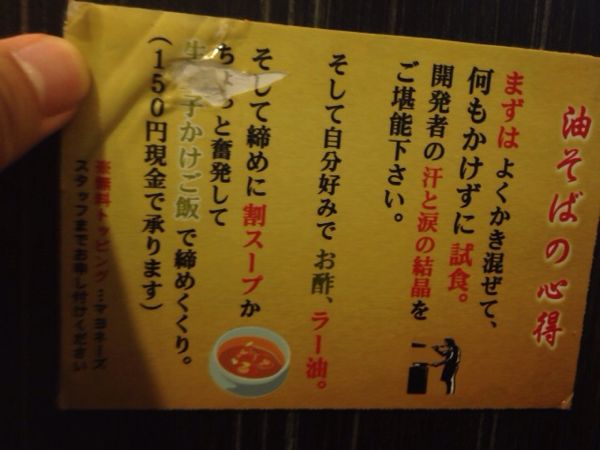 油そばの心得
まずはよくかき混ぜて、
何もかけずに試食。
開発者の汗と涙の結晶を
ご堪能下さい。
そして自分好みでお酢、ラー油。
そして締めに割スープか
ちょっと奮発して
生玉子かけご飯で締めくくり。
（150円現金で承ります）
※無料トッピング…マヨネーズ
スタッフまでお申し付けください